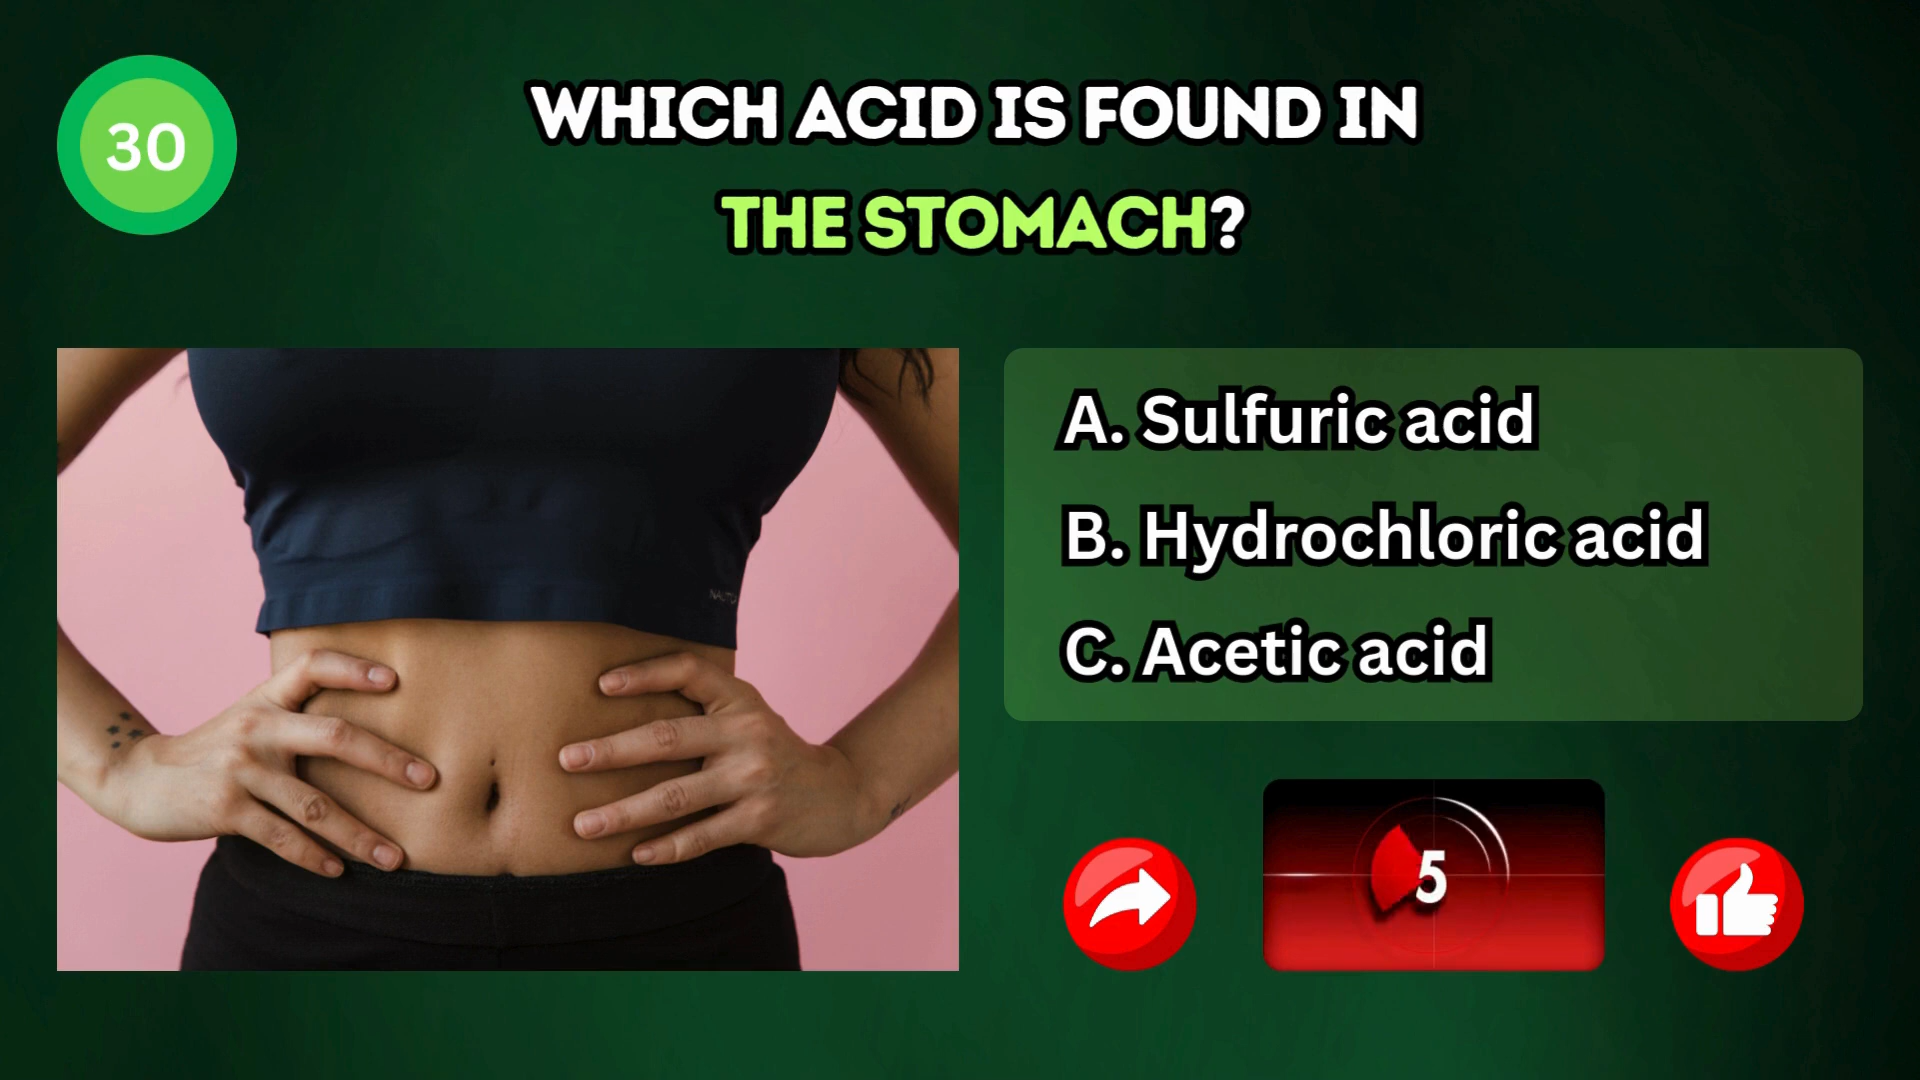 30
WHICH ACID IS FOUND IN
THE STOMACH?
A. Sulfuric acid
B. Hydrochloric acid
C. Acetic acid
5